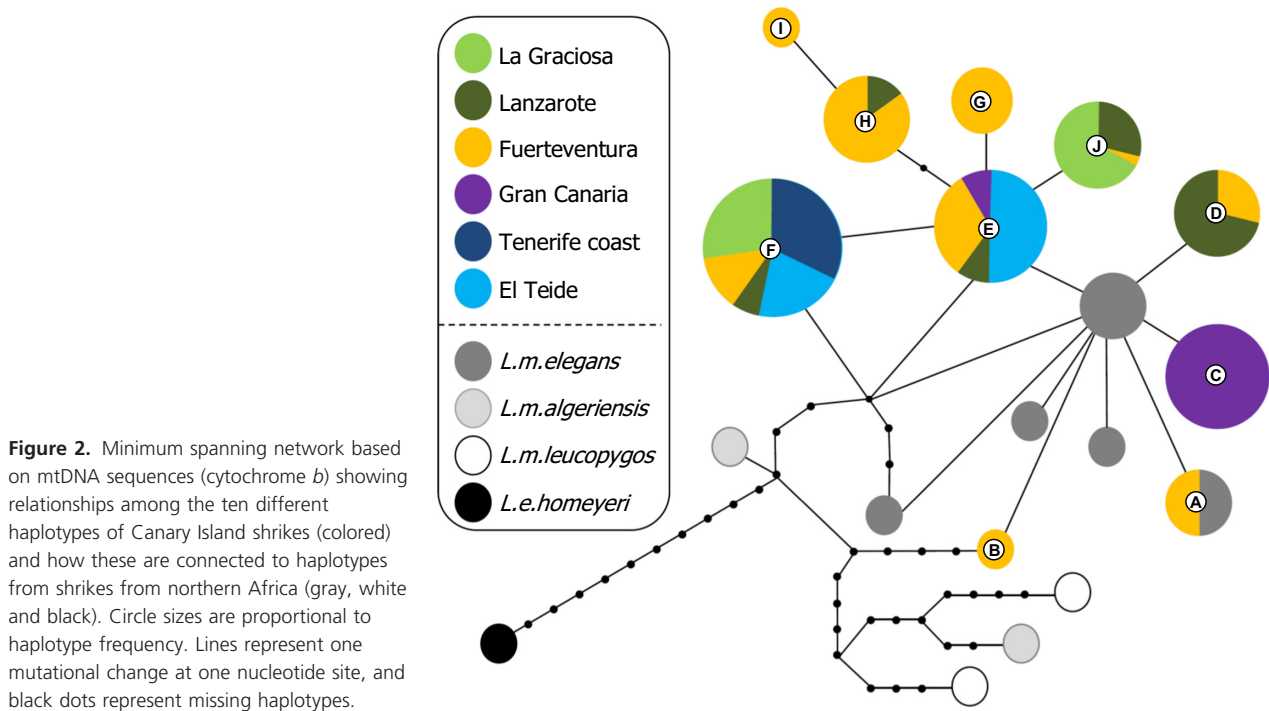 La Graciosa
Lanzarote
Fuerteventura
Gran Canaria
Tenerife coast
El Teide
L.m.elegans
L.m.algeriensis
L.m.leucopygos
L.e.homeyeri
I
H
G
J
D
E
F
C
A
B
Figure 2. Minimum spanning network based
on mtDNA sequences (cytochrome b) showing
relationships among the ten different
haplotypes of Canary Island shrikes (colored)
and how these are connected to haplotypes
from shrikes from northern Africa (gray, white
and black). Circle sizes are proportional to
haplotype frequency. Lines represent one
mutational change at one nucleotide site, and
black dots represent missing haplotypes.